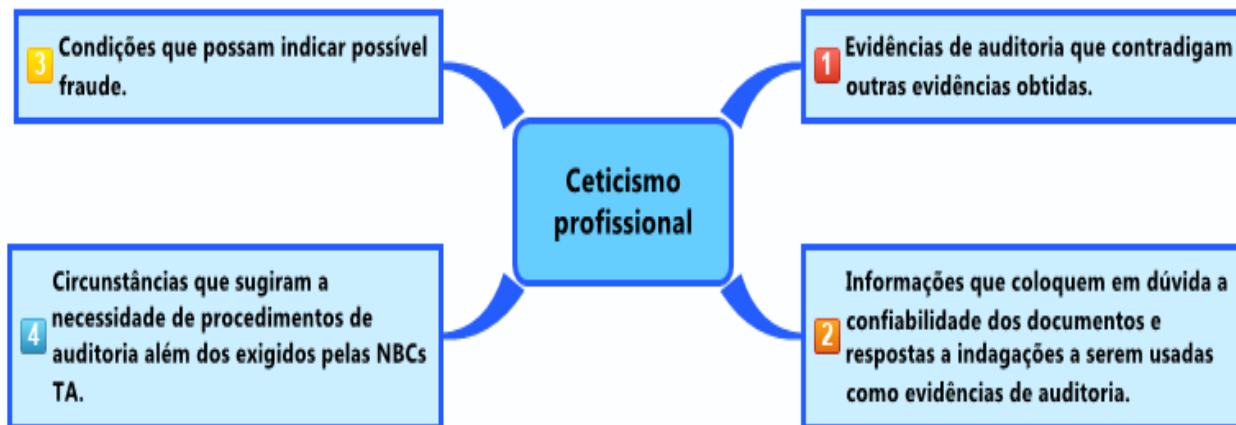 3 Condições que possam indicar possível
fraude.
1 Evidências de auditoria que contradigam
outras evidências obtidas.
Ceticismo
profissional
4 Circunstâncias que sugiram a
necessidade de procedimentos de
auditoria além dos exigidos pelas NBCs
TA.
2 Informações que coloquem em dúvida a
confiabilidade dos documentos e
respostas a indagações a serem usadas
como evidências de auditoria.